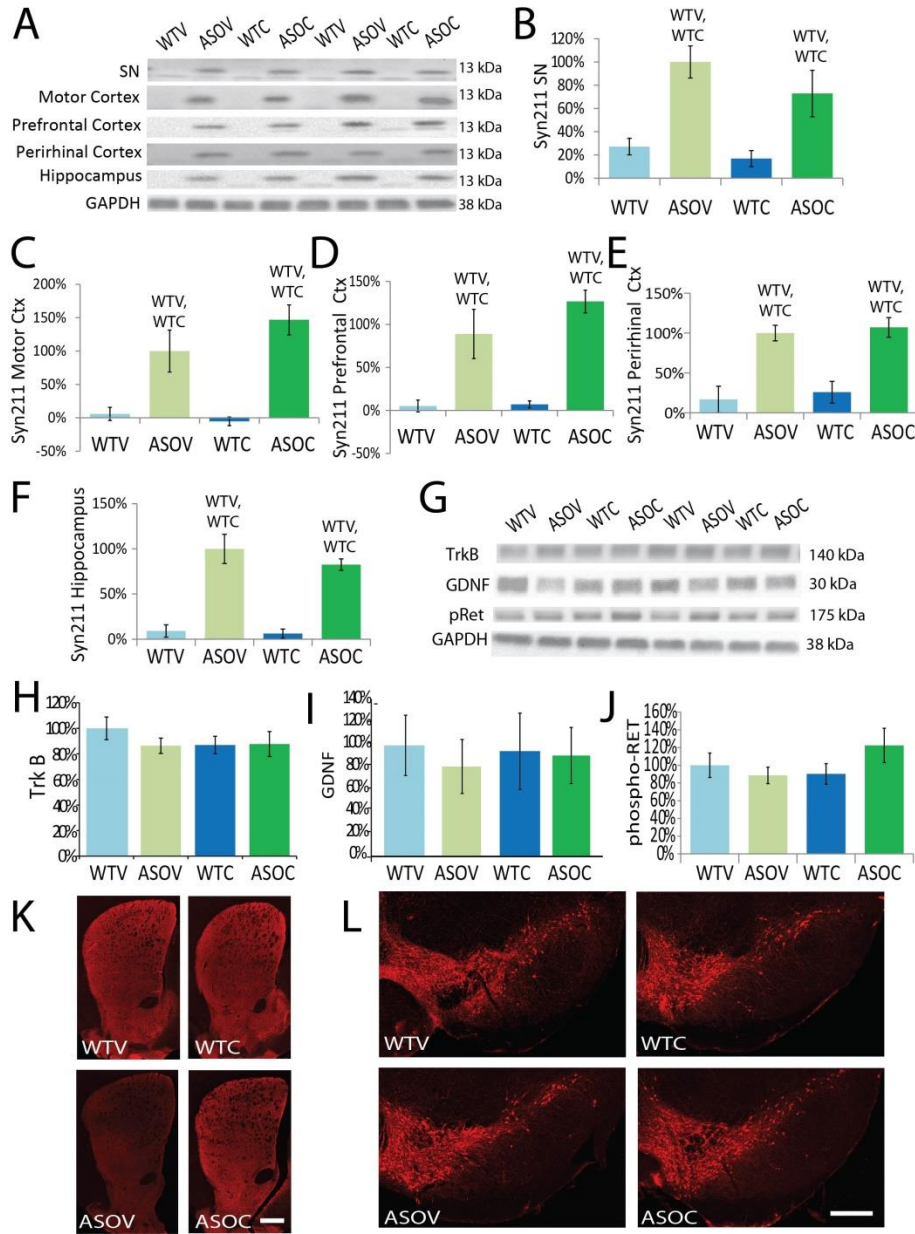 A
WTV ASOV WTC ASOC WTV ASOV WTC ASOC
SN 13 kDa
Motor Cortex 13 kDa
Prefrontal Cortex 13 kDa
Perirhinal Cortex 13 kDa
Hippocampus 13 kDa
GAPDH 38 kDa
B
Syn211 SN
120%
100%
80%
60%
40%
20%
0%
WTV,
WTC
WTV,
WTC
WTV ASOV WTC ASOC
C
Syn211 Motor Ctx
200%
150%
100%
50%
0%
-50%
WTV,
WTC
WTV,
WTC
WTV ASOV WTC ASOC
D
Syn211 Prefrontal Ctx
150%
100%
50%
0%
-50%
WTV,
WTC
WTV,
WTC
WTV ASOV WTC ASOC
E
Syn211 Perirhinal Ctx
150%
100%
50%
0%
WTV,
WTC
WTV,
WTC
WTV ASOV WTC ASOC
F
Syn211 Hippocampus
150%
100%
50%
0%
WTV,
WTC
WTV,
WTC
WTV ASOV WTC ASOC
G
WTV ASOV WTC ASOC WTV ASOV WTC ASOC
TrkB 140 kDa
GDNF 30 kDa
pRet 175 kDa
GAPDH 38 kDa
H
Trk B
120%
100%
80%
60%
40%
20%
0%
WTV ASOV WTC ASOC
I
GDNF
140%
120%
100%
80%
60%
40%
20%
0%
WTV ASOV WTC ASOC
J
phospho-RET
160%
140%
120%
100%
80%
60%
40%
20%
0%
WTV ASOV WTC ASOC
K
WTV WTC
ASOV ASOC
L
WTV WTC
ASOV ASOC